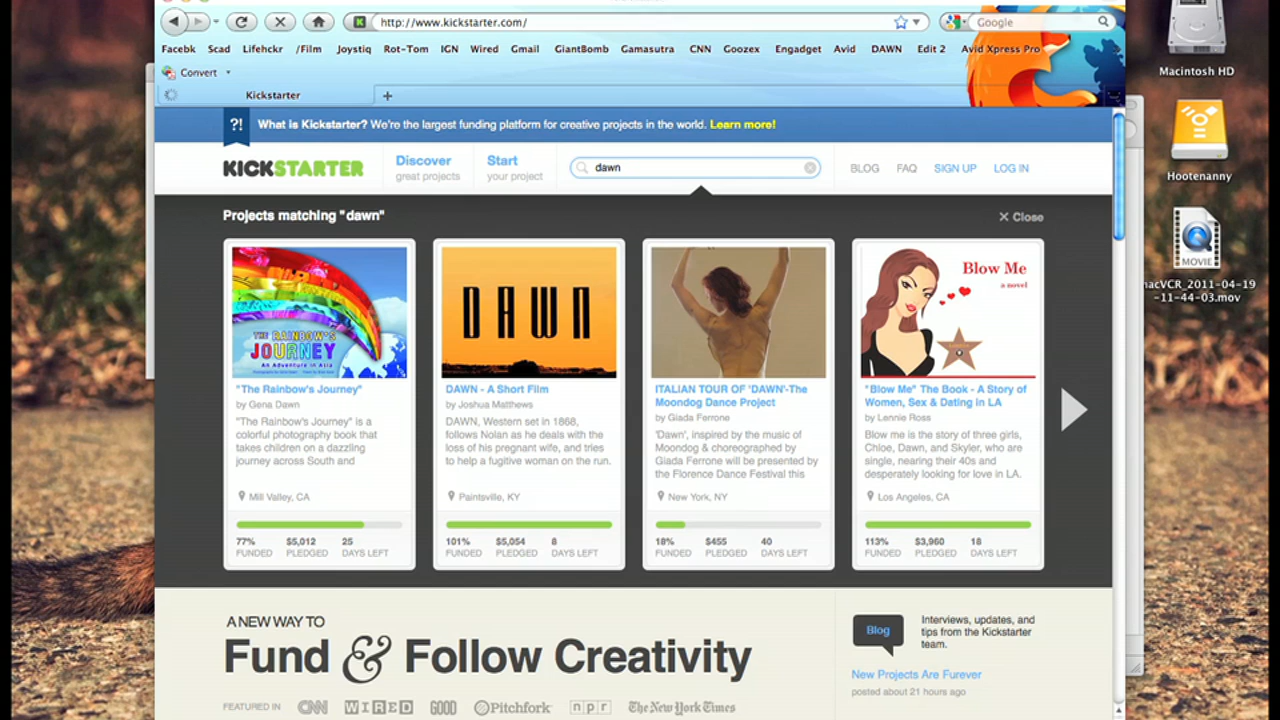 http://www.kickstarter.com/
Google
Facebk Scad Lifehckr /Film Joystiq Rot-Tom IGN Wired Gmail GiantBomb Gamasutra CNN Goozex Engadget Avid DAWN Edit 2 Avid Xpress Pro
Convert
Kickstarter
?! What is Kickstarter? We're the largest funding platform for creative projects in the world. Learn more!
KICKSTARTER
Discover
great projects
Start
your project
dawn
BLOG FAQ SIGN UP LOG IN
Projects matching "dawn"
Close
THE RAINBOW'S
JOURNEY
An Adventure in Asia
"The Rainbow's Journey"
by Gena Dawn
"The Rainbow's Journey" is a
colorful photography book that
takes children on a dazzling
journey across South and
Mill Valley, CA
77% $5,012 25
FUNDED PLEDGED DAYS LEFT
DAWN
DAWN - A Short Film
by Joshua Matthews
DAWN, Western set in 1868,
follows Nolan as he deals with the
loss of his pregnant wife, and tries
to help a fugitive woman on the run.
Paintsville, KY
101% $5,054 8
FUNDED PLEDGED DAYS LEFT
ITALIAN TOUR OF 'DAWN'-The
Moondog Dance Project
by Giada Ferrone
'Dawn', inspired by the music of
Moondog & choreographed by
Giada Ferrone will be presented by
the Florence Dance Festival this
New York, NY
18% $455 40
FUNDED PLEDGED DAYS LEFT
Blow Me
a novel
"Blow Me" The Book - A Story of
Women, Sex & Dating in LA
by Lennie Ross
Blow me is the story of three girls,
Chloe, Dawn, and Skyler, who are
single, nearing their 40s and
desperately looking for love in LA.
Los Angeles, CA
113% $3,960 18
FUNDED PLEDGED DAYS LEFT
A NEW WAY TO
Fund & Follow Creativity
FEATURED IN CNN WIRED GOOD Pitchfork npr The New York Times
Blog
Interviews, updates, and
tips from the Kickstarter
team.
New Projects Are Furever
posted about 21 hours ago
Macintosh HD
Hootenanny
MOVIE
macVCR_2011-04-19
-11-44-03.mov